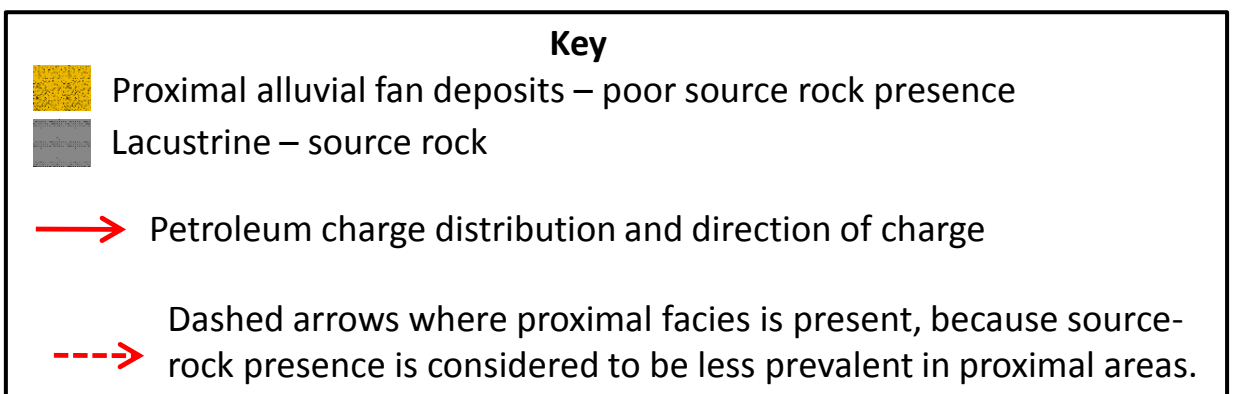 Key
Proximal alluvial fan deposits – poor source rock presence
Lacustrine – source rock
Petroleum charge distribution and direction of charge
Dashed arrows where proximal facies is present, because source-
rock presence is considered to be less prevalent in proximal areas.